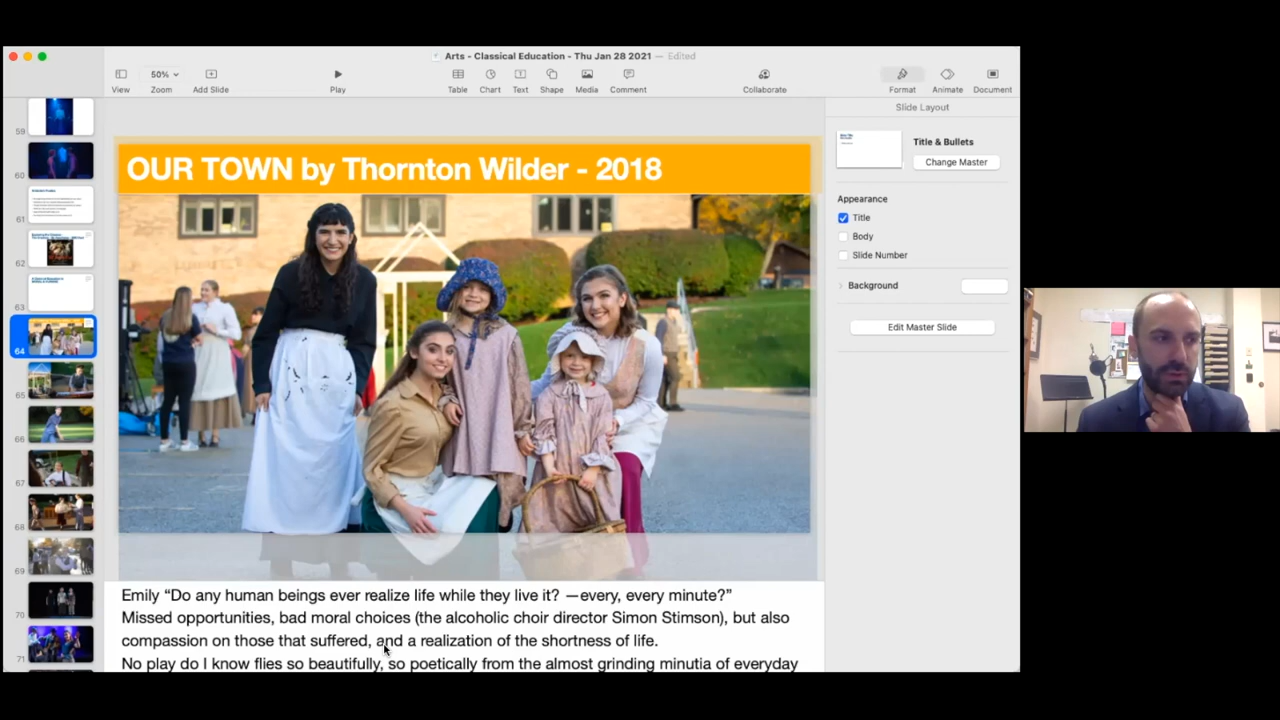 Arts - Classical Education - Thu Jan 28 2021 — Edited
50%
View
Zoom
Add Slide
Play
Table
Chart
Text
Shape
Media
Comment
Collaborate
Format
Animate
Document
Slide Layout
Title & Bullets
Change Master
Appearance
Title
Body
Slide Number
Background
Edit Master Slide
59
60
61
62
63
64
65
66
67
68
69
70
71
OUR TOWN by Thornton Wilder - 2018
Emily “Do any human beings ever realize life while they live it? —every, every minute?”
Missed opportunities, bad moral choices (the alcoholic choir director Simon Stimson), but also
compassion on those that suffered, and a realization of the shortness of life.
No play do I know flies so beautifully, so poetically from the almost grinding minutia of everyday